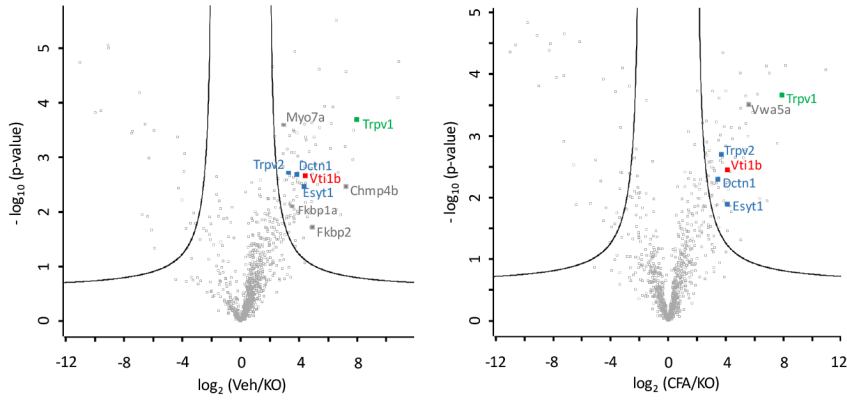 5
4
3
2
1
0
- log10 (p-value)
Myo7a
Trpv1
Trpv2
Dctn1
Vti1b
Esyt1
Chmp4b
Fkbp1a
Fkbp2
-12
-8
-4
0
4
8
log2 (Veh/KO)
5
4
3
2
1
0
- log10 (p-value)
Trpv1
Vwa5a
Trpv2
Vti1b
Dctn1
Esyt1
-12
-8
-4
0
4
8
12
log2 (CFA/KO)